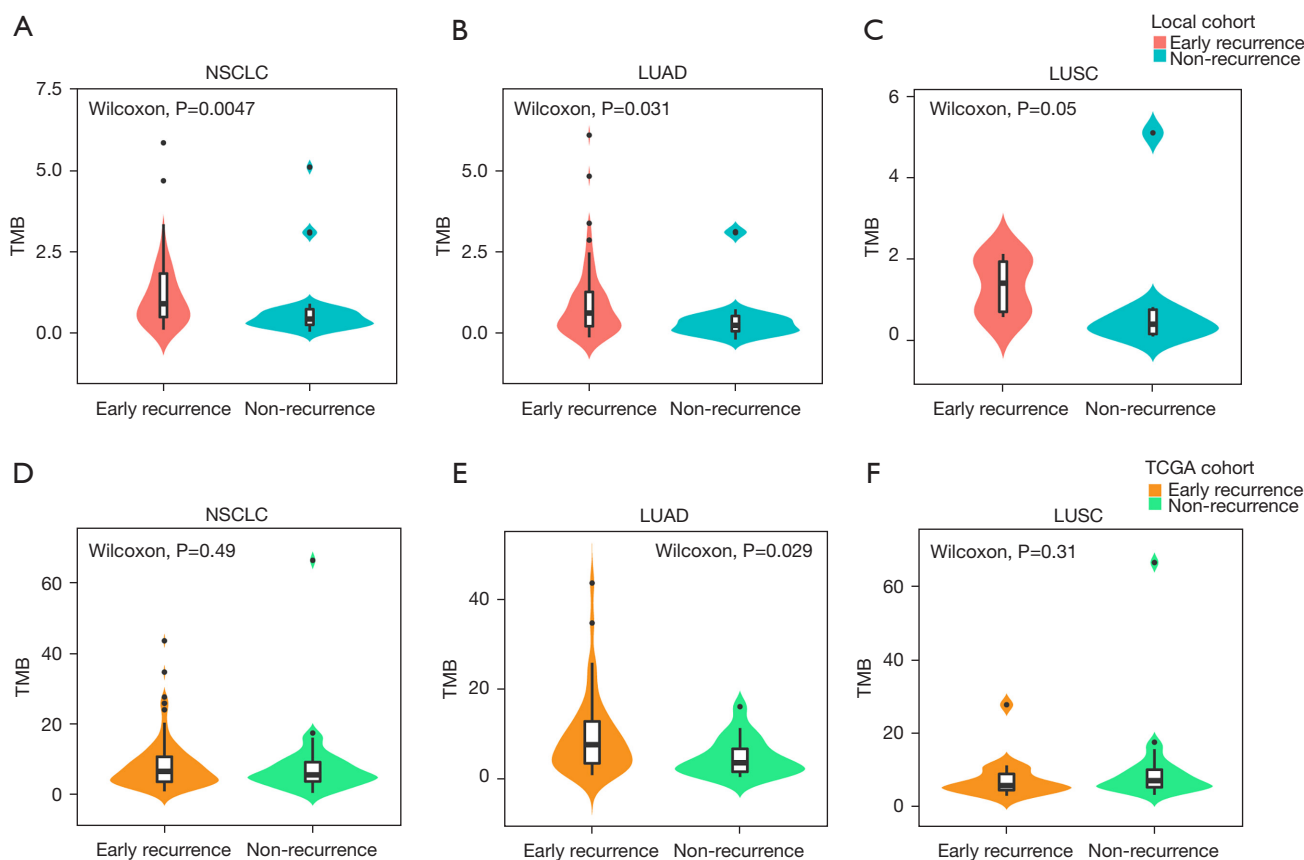 A
B
C
Local cohort
Early recurrence
Non-recurrence
NSCLC
LUAD
LUSC
Wilcoxon, P=0.0047
Wilcoxon, P=0.031
Wilcoxon, P=0.05
TMB
7.5
5.0
2.5
0.0
TMB
5.0
2.5
0.0
TMB
6
4
2
0
Early recurrence
Non-recurrence
Early recurrence
Non-recurrence
Early recurrence
Non-recurrence
D
E
F
TCGA cohort
Early recurrence
Non-recurrence
NSCLC
LUAD
LUSC
Wilcoxon, P=0.49
Wilcoxon, P=0.029
Wilcoxon, P=0.31
TMB
60
40
20
0
TMB
40
20
0
TMB
60
40
20
0
Early recurrence
Non-recurrence
Early recurrence
Non-recurrence
Early recurrence
Non-recurrence